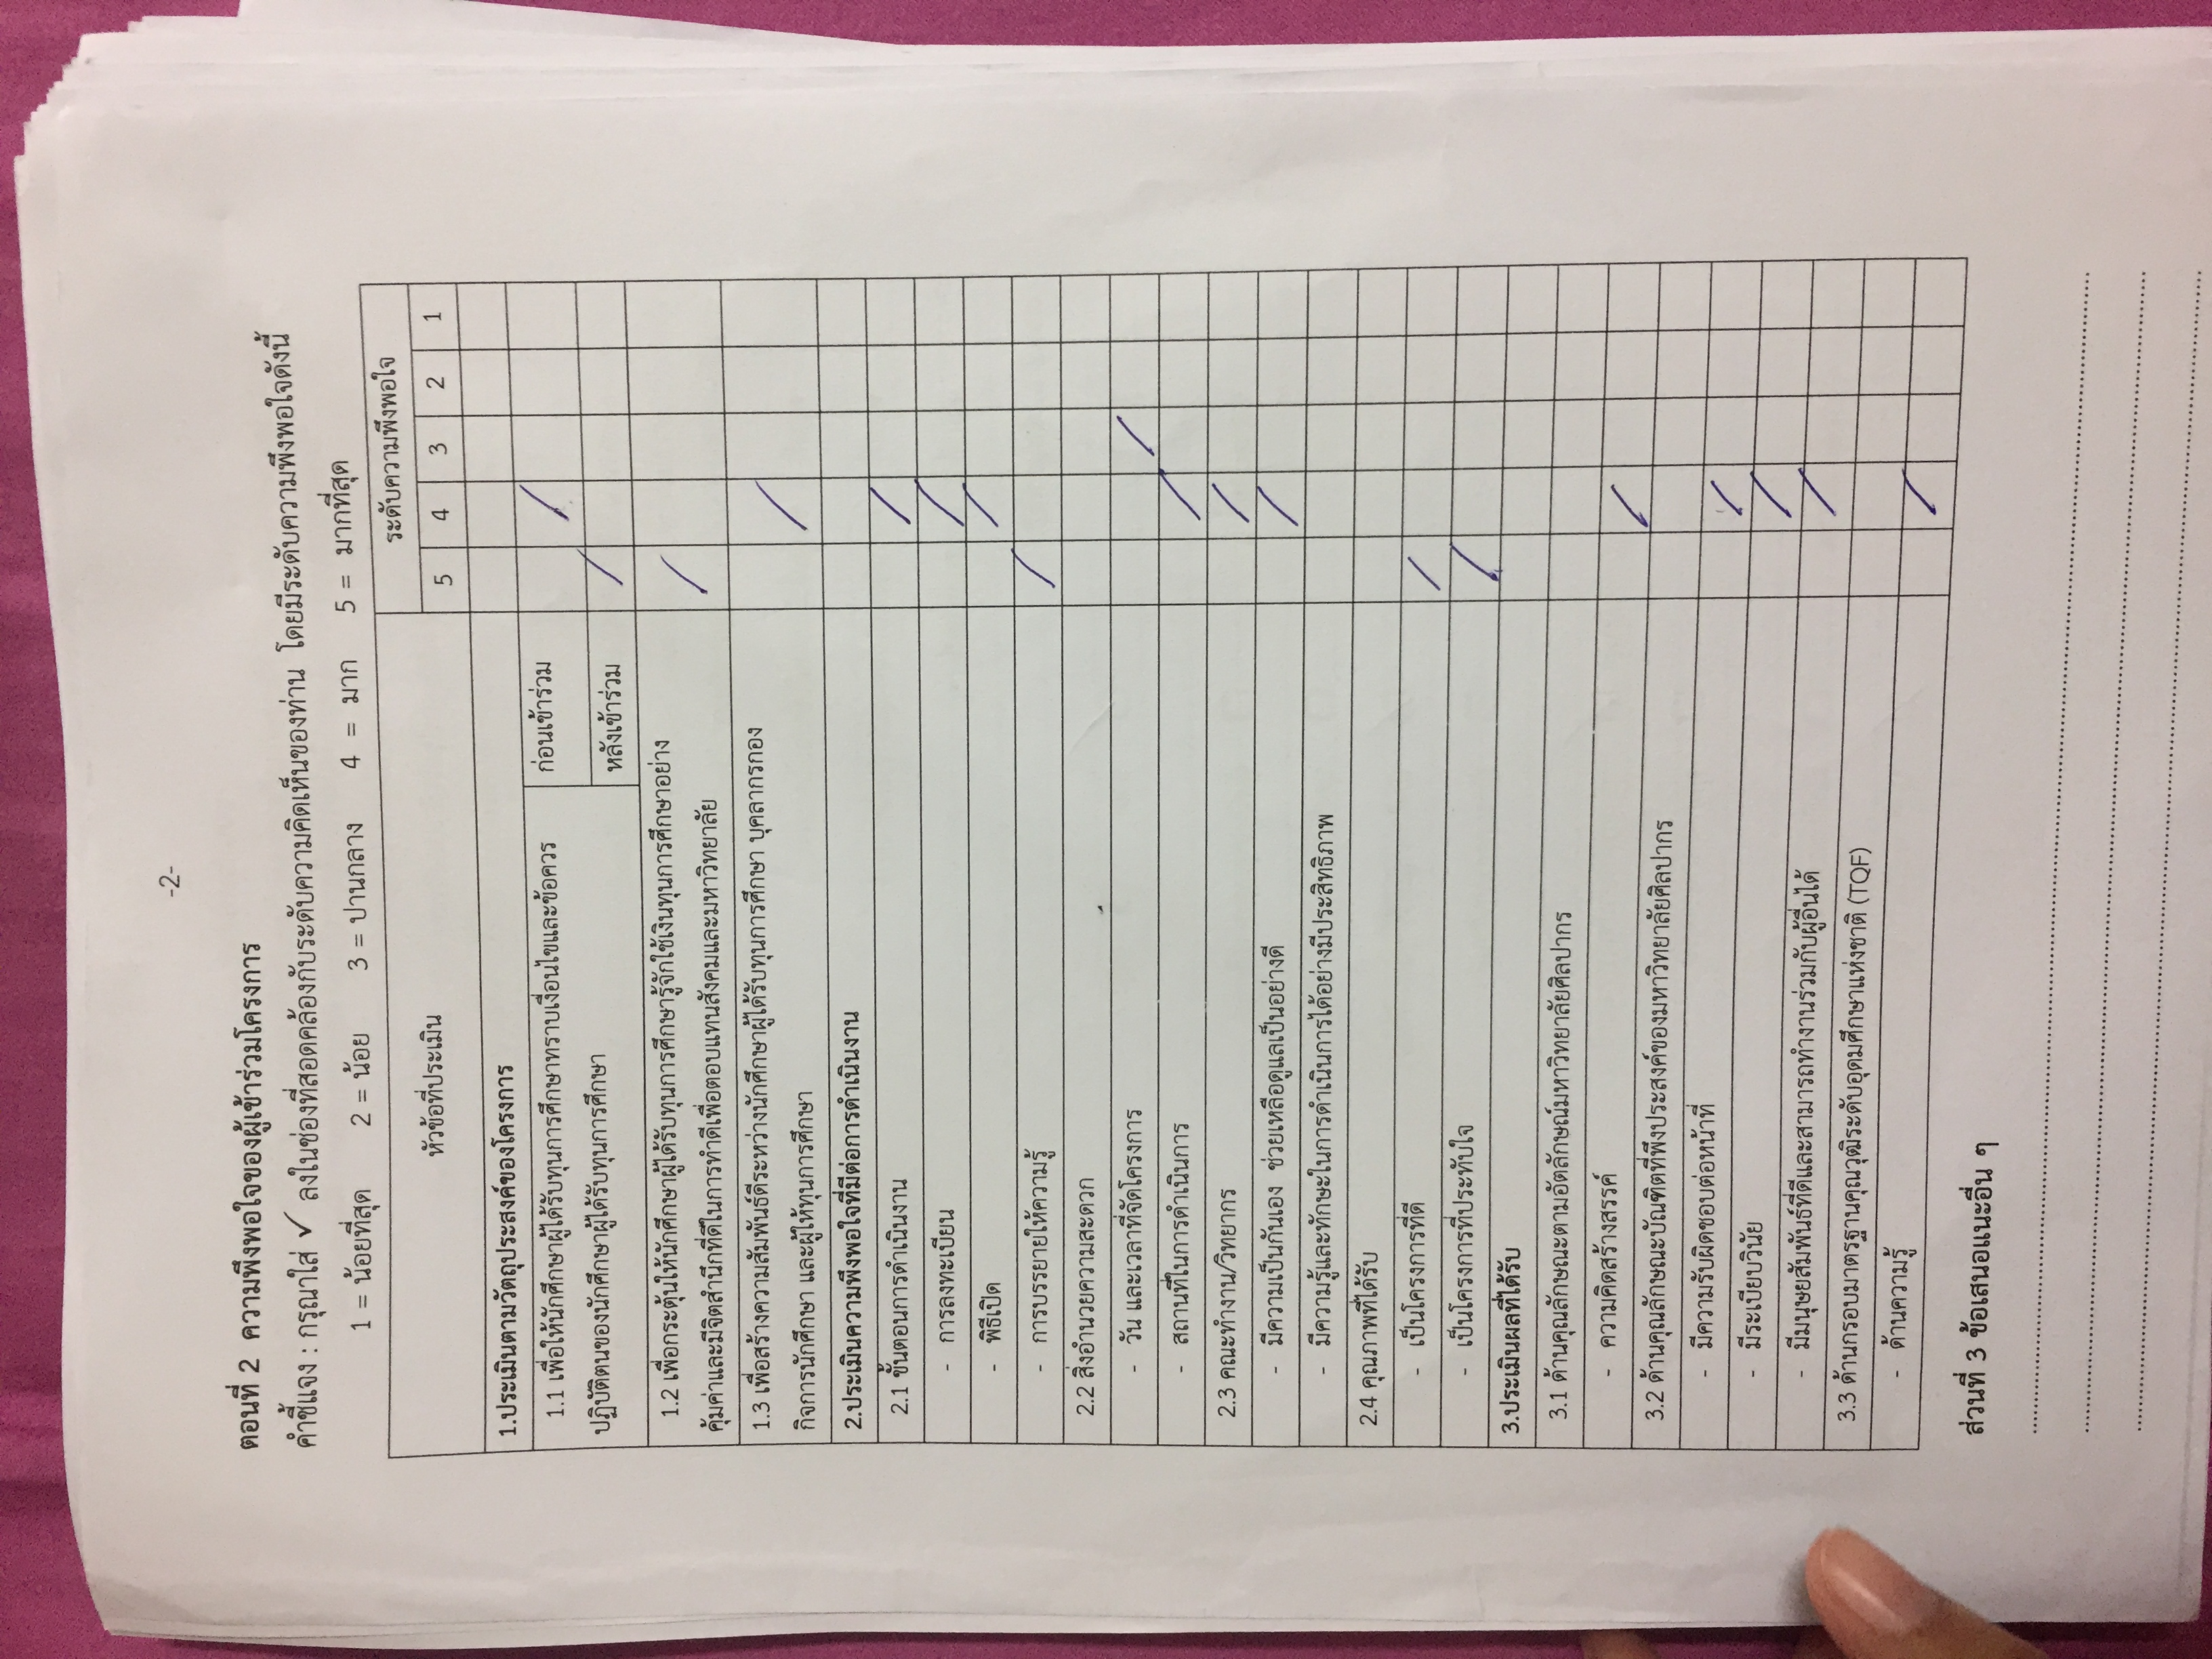 -2-
ตอนที่ 2 ความพึงพอใจของผู้เข้าร่วมโครงการ
คำชี้แจง : กรุณาใส่ ✓ ลงในช่องที่สอดคล้องกับระดับความคิดเห็นของท่าน โดยมีระดับความพึงพอใจดังนี้
1 = น้อยที่สุด 2 = น้อย 3 = ปานกลาง 4 = มาก 5 = มากที่สุด
หัวข้อที่ประเมิน ระดับความพึงพอใจ
5 4 3 2 1
1.ประเมินตามวัตถุประสงค์ของโครงการ
1.1 เพื่อให้นักศึกษาผู้ได้รับทุนการศึกษาทราบเงื่อนไขและข้อควร ก่อนเข้าร่วม
ปฏิบัติตนของนักศึกษาผู้ได้รับทุนการศึกษา หลังเข้าร่วม
1.2 เพื่อกระตุ้นให้นักศึกษาผู้ได้รับทุนการศึกษารู้จักใช้เงินทุนการศึกษาอย่าง
คุ้มค่าและมีจิตสำนึกที่ดีในการทำดีเพื่อตอบแทนสังคมและมหาวิทยาลัย
1.3 เพื่อสร้างความสัมพันธ์ดีระหว่างนักศึกษาผู้ได้รับทุนการศึกษา บุคลากรกอง
กิจการนักศึกษา และผู้ให้ทุนการศึกษา
2.ประเมินความพึงพอใจที่มีต่อการดำเนินงาน
2.1 ขั้นตอนการดำเนินงาน
- การลงทะเบียน
- พิธีเปิด
- การบรรยายให้ความรู้
2.2 สิ่งอำนวยความสะดวก
- วัน และเวลาที่จัดโครงการ
- สถานที่ในการดำเนินการ
2.3 คณะทำงาน/วิทยากร
- มีความเป็นกันเอง ช่วยเหลือดูแลเป็นอย่างดี
- มีความรู้และทักษะในการดำเนินการได้อย่างมีประสิทธิภาพ
2.4 คุณภาพที่ได้รับ
- เป็นโครงการที่ดี
- เป็นโครงการที่ประทับใจ
3.ประเมินผลที่ได้รับ
3.1 ด้านคุณลักษณะตามอัตลักษณ์มหาวิทยาลัยศิลปากร
- ความคิดสร้างสรรค์
3.2 ด้านคุณลักษณะบัณฑิตที่พึงประสงค์ของมหาวิทยาลัยศิลปากร
- มีความรับผิดชอบต่อหน้าที่
- มีระเบียบวินัย
- มีมนุษยสัมพันธ์ที่ดีและสามารถทำงานร่วมกับผู้อื่นได้
3.3 ด้านกรอบมาตรฐานคุณวุฒิระดับอุดมศึกษาแห่งชาติ (TQF)
- ด้านความรู้
ส่วนที่ 3 ข้อเสนอแนะอื่น ๆ